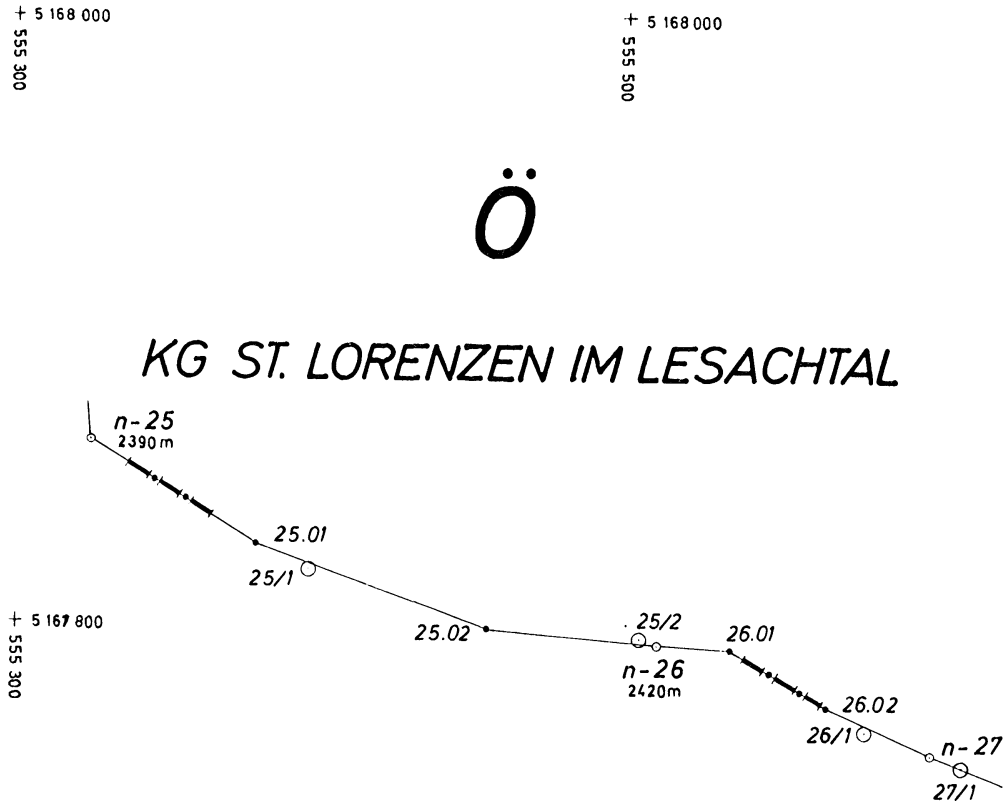 5 168 000
555 300
5 168 000
555 500
Ö
KG ST. LORENZEN IM LESACHTAL
n-25
2390m
25.01
25/1
5 167 800
555 300
25.02
25/2
26.01
n-26
2420m
26.02
26/1
n-27
27/1